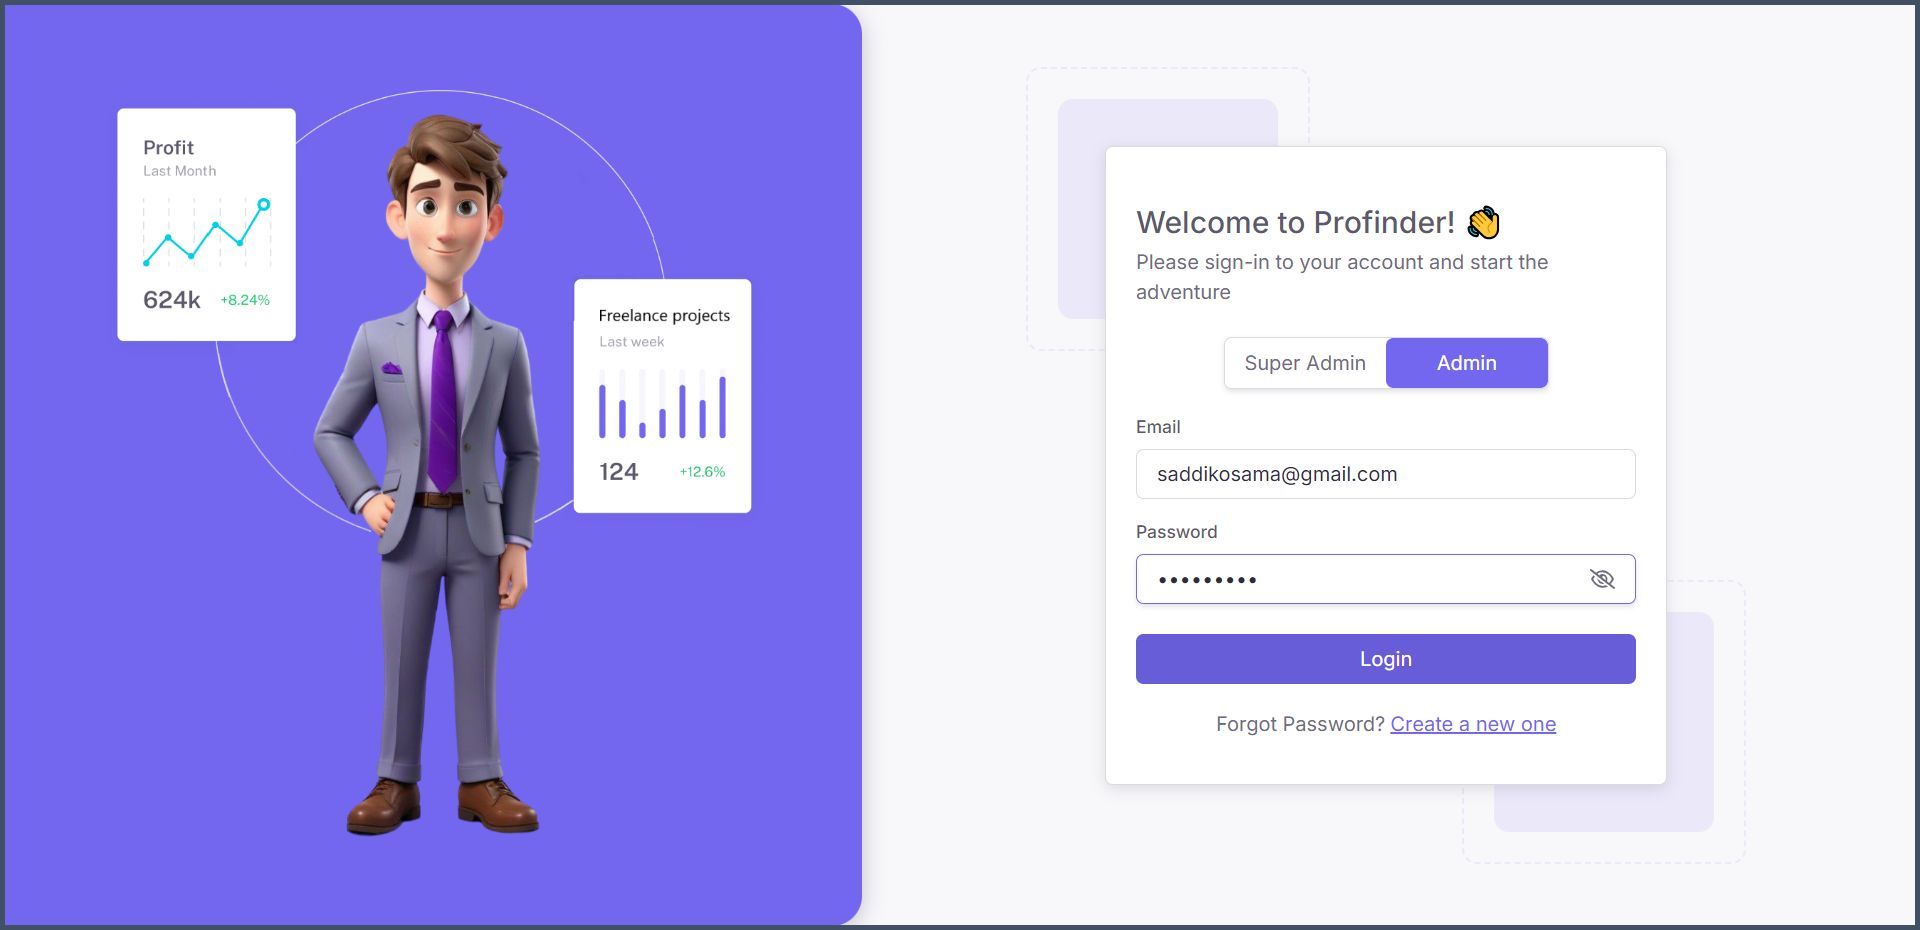 Profit
Last Month
624k +8.24%
Freelance projects
Last week
124 +12.6%
Welcome to Profinder! 👋
Please sign-in to your account and start the
adventure
Super Admin Admin
Email
saddikosama@gmail.com
Password
•••••••••
Login
Forgot Password? Create a new one